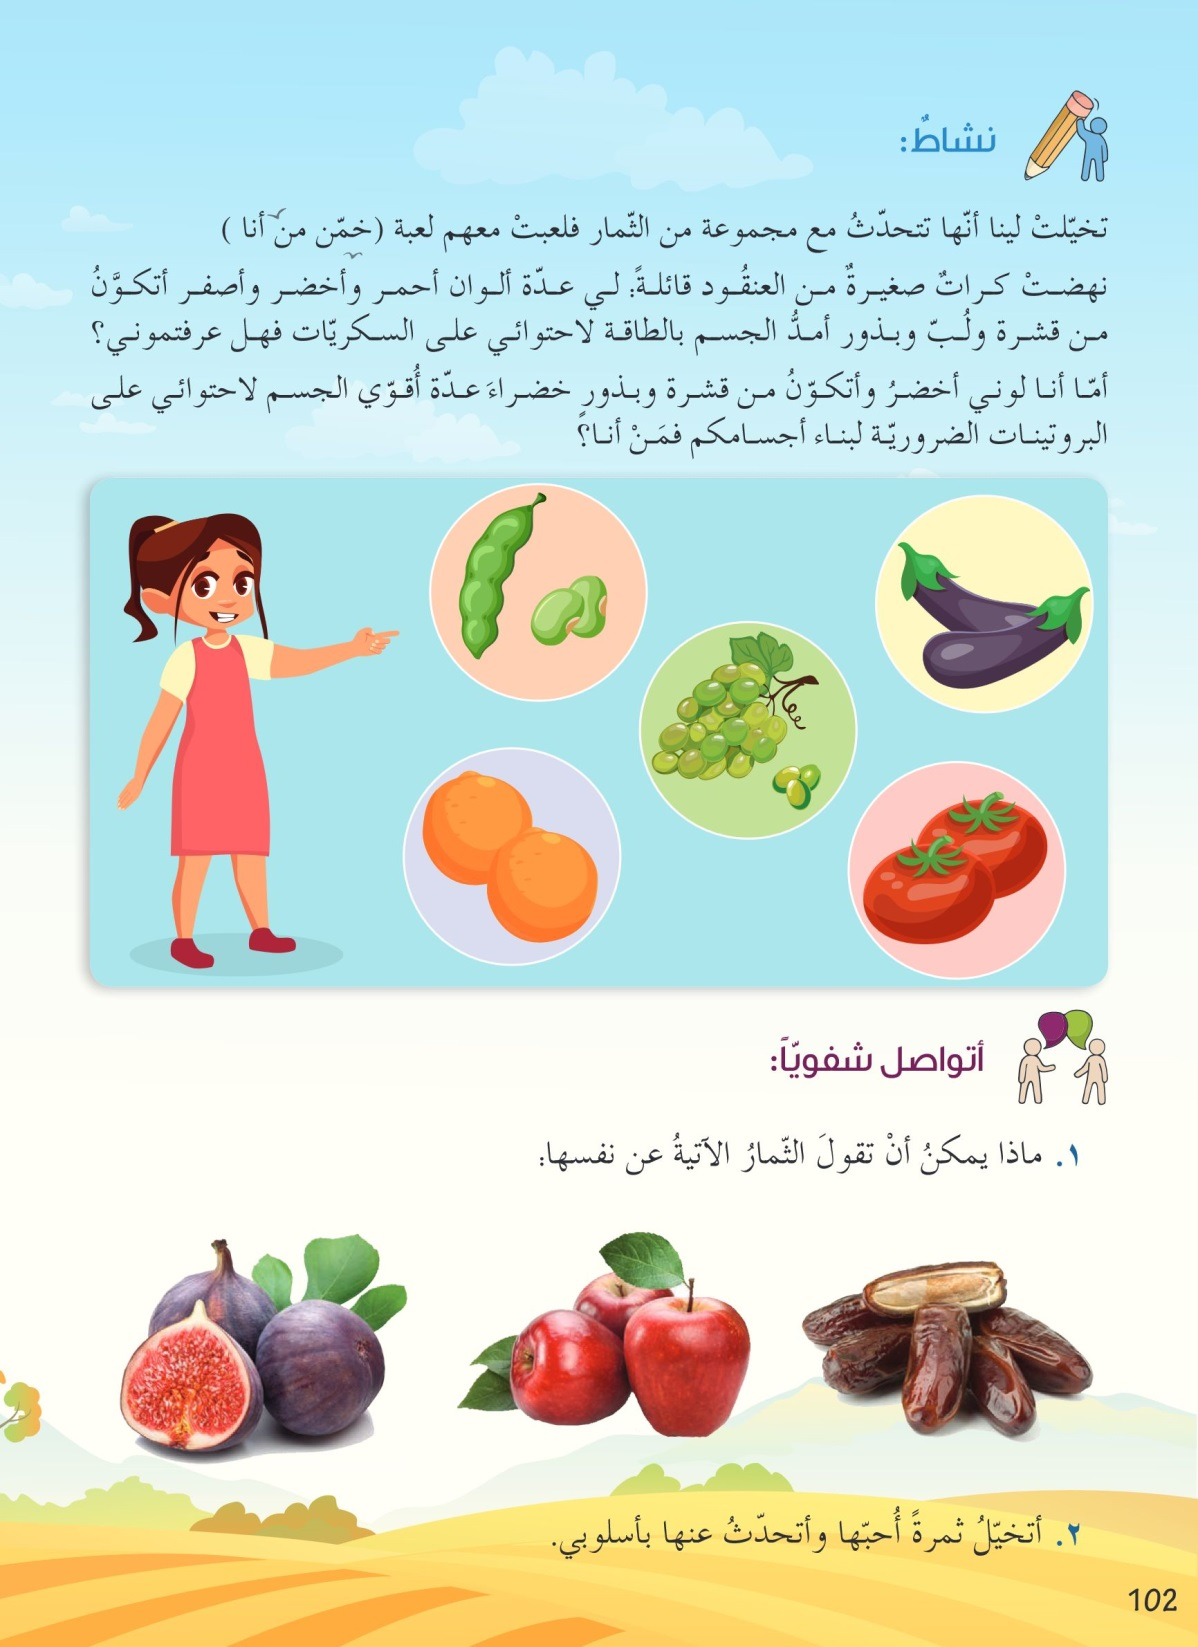 نشاطٌ:
تخيّلتْ لينا أنّها تتحدّثُ مع مجموعة من الثّمار فلعبتْ معهم لعبة (خمّن من أنا )
نهضتْ كراتٌ صغيرةٌ من العنقُود قائلةً: لي عدّة ألوان أحمر وأخضر وأصفر أتكوَّنُ
من قشرة ولُبّ وبذور أمدُّ الجسم بالطاقة لاحتوائي على السكريّات فهل عرفتموني؟
أمّا أنا لوني أخضرُ وأتكوّنُ من قشرة وبذورٍ خضراءَ عدّة أُقوّي الجسم لاحتوائي على
البروتينات الضروريّة لبناء أجسامكم فمَنْ أنا؟
أتواصل شفويّاً:
١. ماذا يمكنُ أنْ تقولَ الثّمارُ الآتيةُ عن نفسها:
٢. أتخيّلُ ثمرةً أُحبّها وأتحدّثُ عنها بأسلوبي.
102